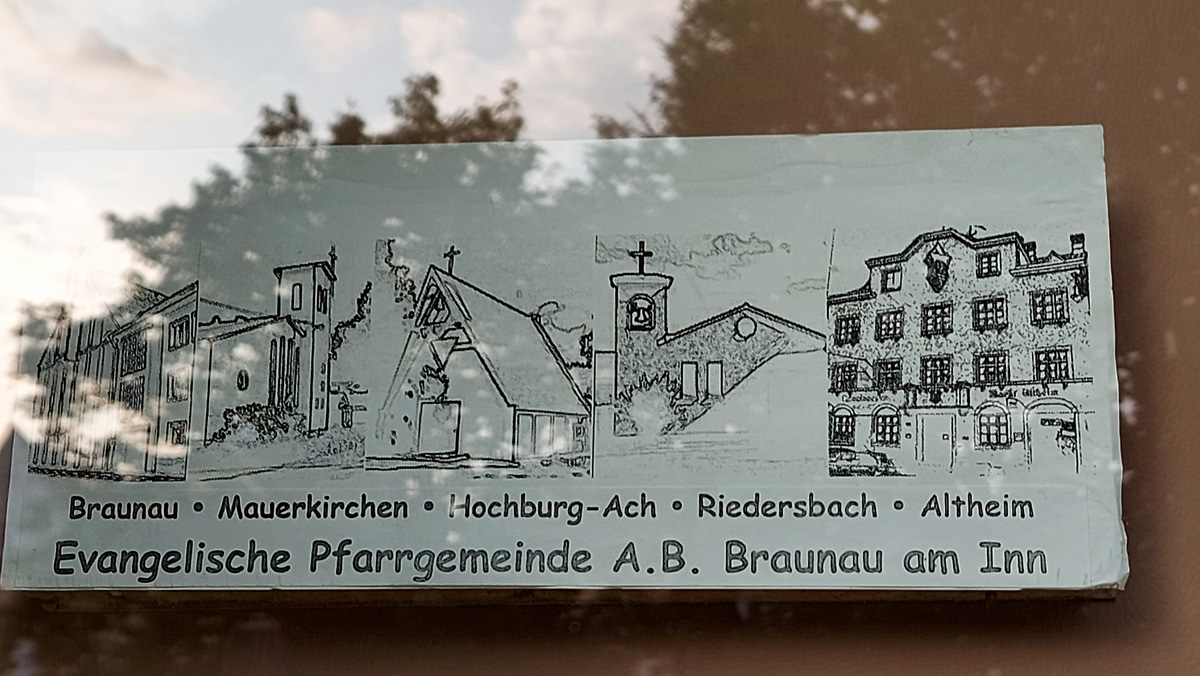 Braunau • Mauerkirchen • Hochburg-Ach • Riedersbach • Altheim
Evangelische Pfarrgemeinde A.B. Braunau am Inn